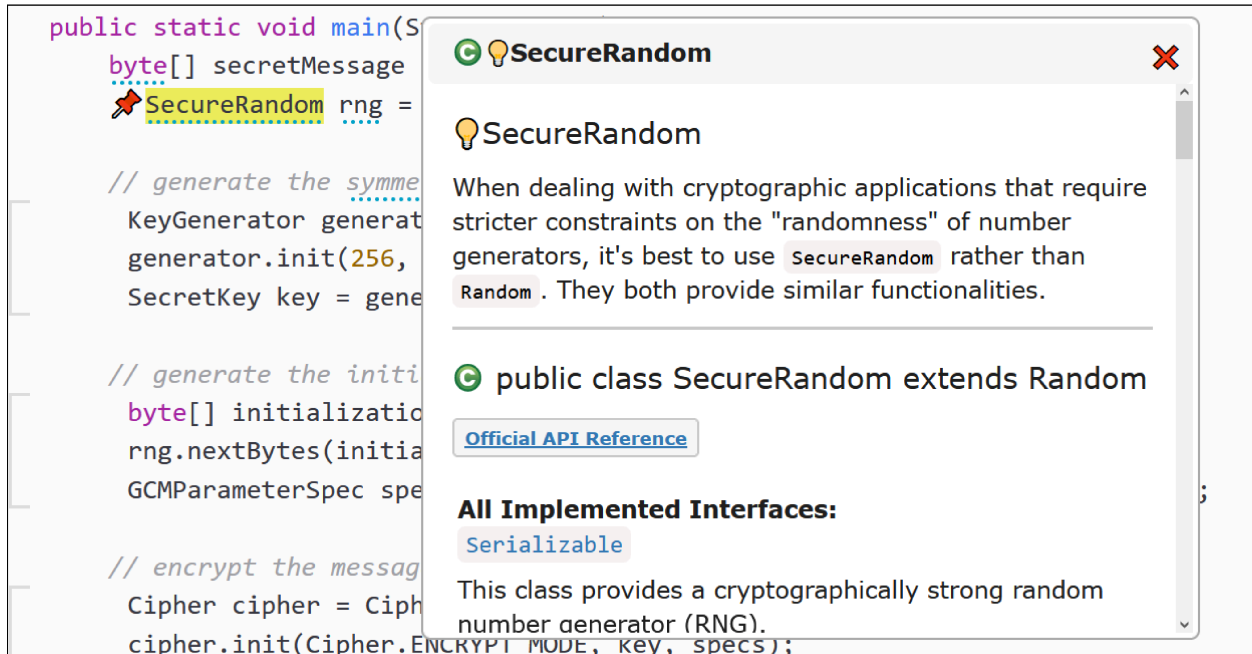 public static void main(S
SecureRandom
byte[] secretMessage
SecureRandom rng =
SecureRandom
// generate the symme
When dealing with cryptographic applications that require
KeyGenerator generat
stricter constraints on the "randomness" of number
generator.init(256,
generators, it's best to use SecureRandom rather than
SecretKey key = gene
Random. They both provide similar functionalities.
// generate the initi
public class SecureRandom extends Random
byte[] initializatio
Official API Reference
rng.nextBytes(initia
GCMParameterSpec spe
;
All Implemented Interfaces:
Serializable
// encrypt the messag
This class provides a cryptographically strong random
Cipher cipher = Ciph
number generator (RNG).
cipher.init(Cipher.ENCRYPT_MODE, key, specs);